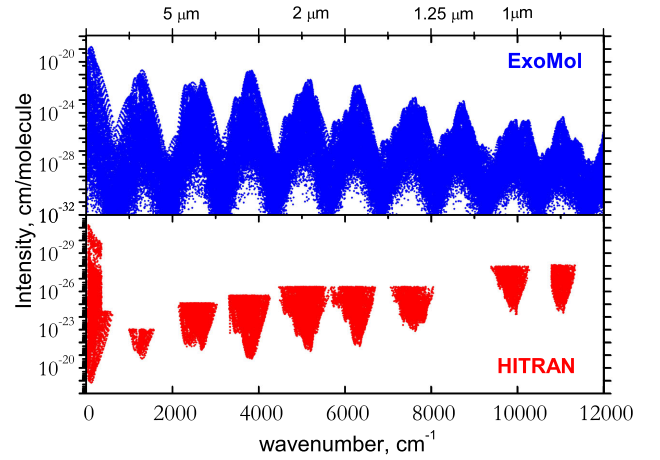 5 μm 2 μm 1.25 μm 1μm
10^-20
ExoMol
10^-24
10^-28
10^-32
Intensity, cm/molecule
10^-29
10^-26
10^-23
10^-20
HITRAN
0 2000 4000 6000 8000 10000 12000
wavenumber, cm^-1